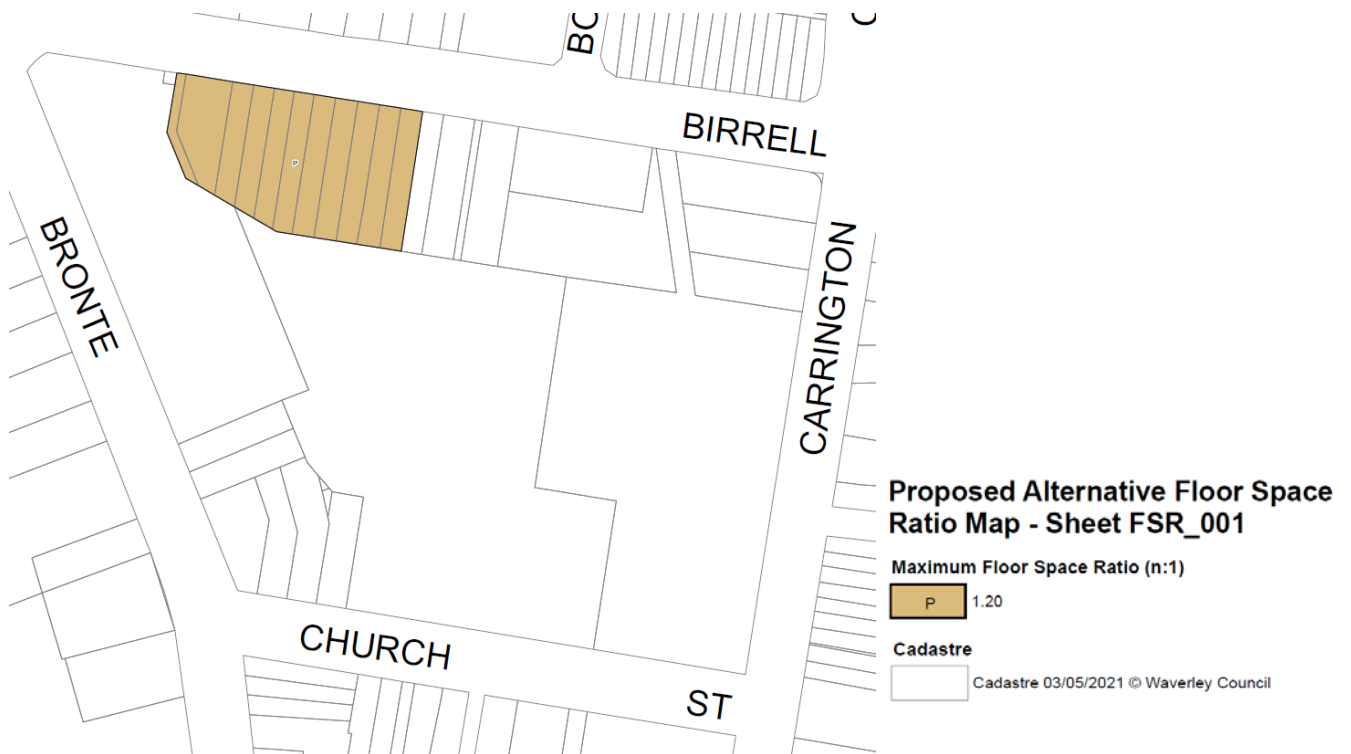 BO
C
BIRRELL
P
BRONTE
CARRINGTON
CHURCH
ST
Proposed Alternative Floor Space
Ratio Map - Sheet FSR_001
Maximum Floor Space Ratio (n:1)
P 1.20
Cadastre
Cadastre 03/05/2021 © Waverley Council